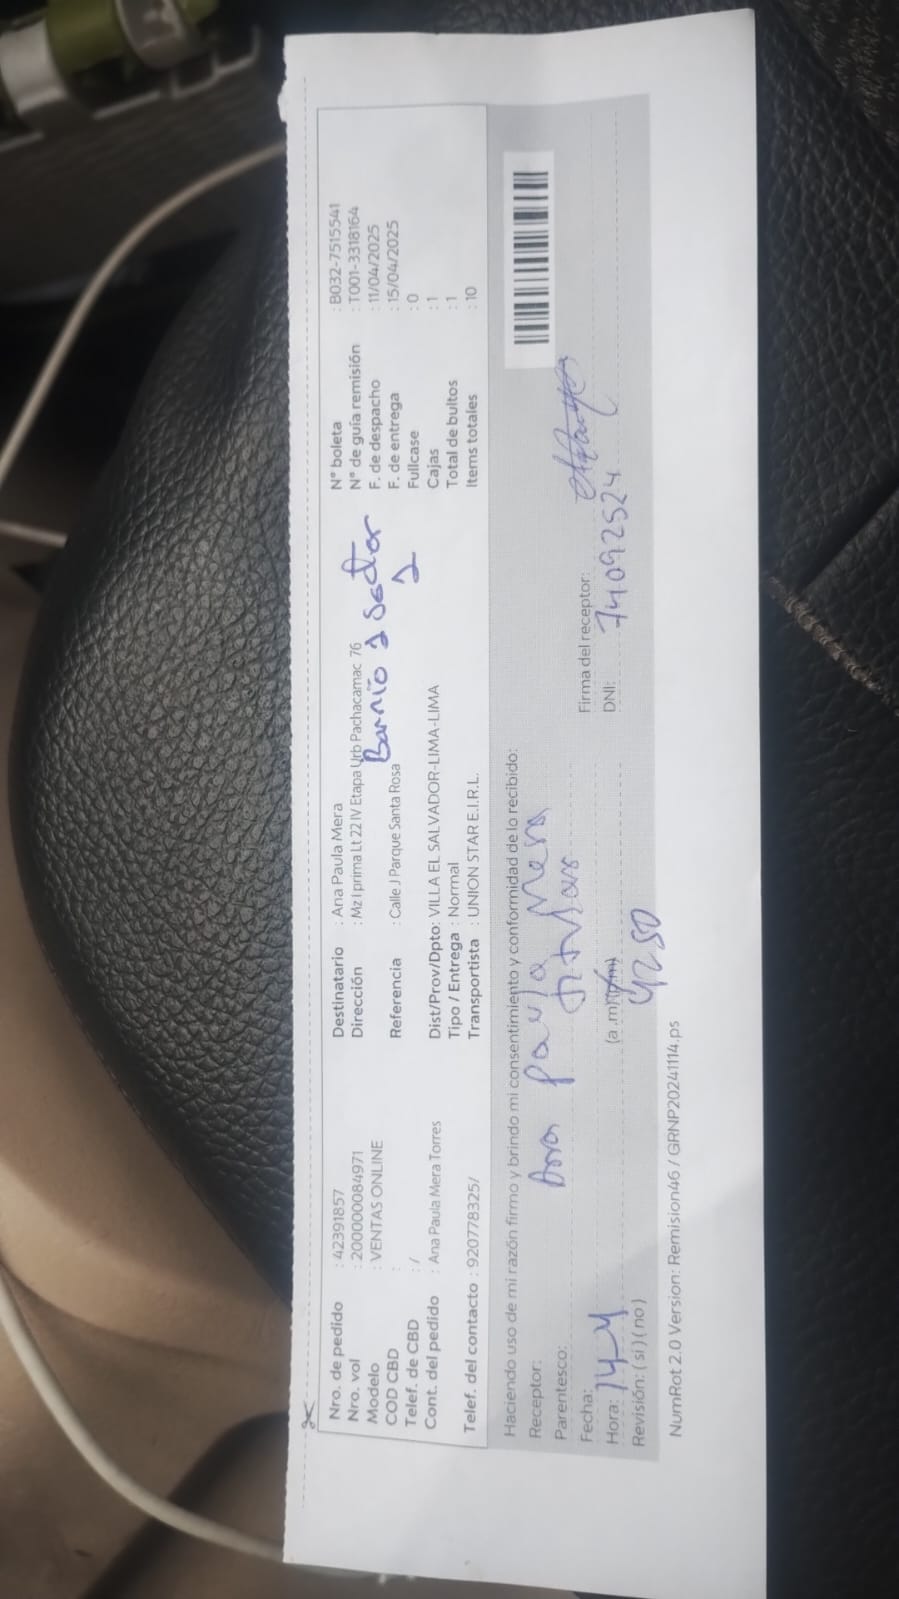 Nro. de pedido : 42391857
Nro. vol : 200000084971
Modelo : VENTAS ONLINE
COD CBD :
Telef. de CBD : /
Cont. del pedido : Ana Paula Mera Torres
Telef. del contacto : 920778325/
Destinatario : Ana Paula Mera
Dirección : Mz I prima Lt 22 IV Etapa Urb Pachacamac 76
Barrio 2 Sector
2
Referencia : Calle J Parque Santa Rosa
Dist/Prov/Dpto: VILLA EL SALVADOR-LIMA-LIMA
Tipo / Entrega : Normal
Transportista : UNION STAR E.I.R.L.
N° boleta : B032-7515541
N° de guía remisión : T001-3318164
F. de despacho : 11/04/2025
F. de entrega : 15/04/2025
Fullcase : 0
Cajas : 1
Total de bultos : 1
Items totales : 10
Haciendo uso de mi razón firmo y brindo mi consentimiento y conformidad de lo recibido:
Receptor: Ana Paula Mera
Parentesco: titular
Fecha: 14-4
Hora: (a.m) (p/m) 4250
Revisión: ( si ) ( no )
Firma del receptor:
DNI: 74092524
NumRot 2.0 Version: Remision46 / GRNP20241114.ps